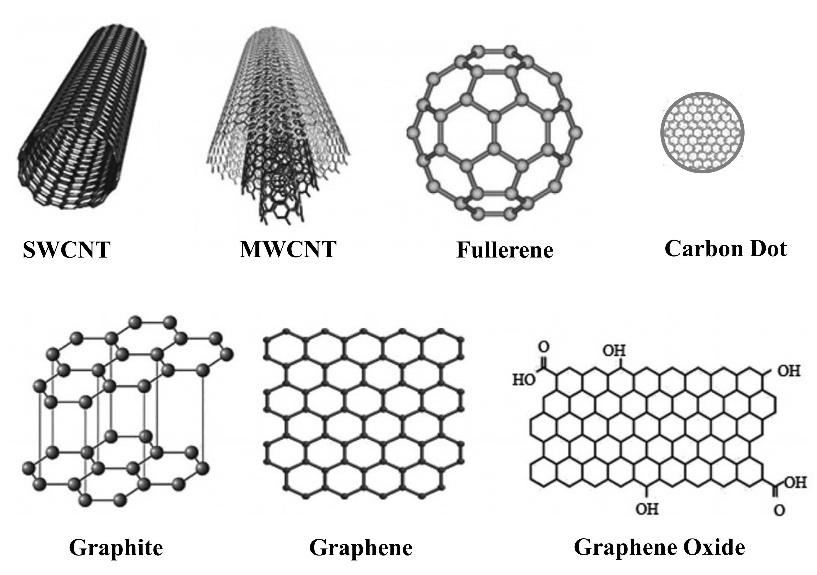 SWCNT
MWCNT
Fullerene
Carbon Dot
O
HO
OH
OH
OH
O
OH
Graphite
Graphene
Graphene Oxide